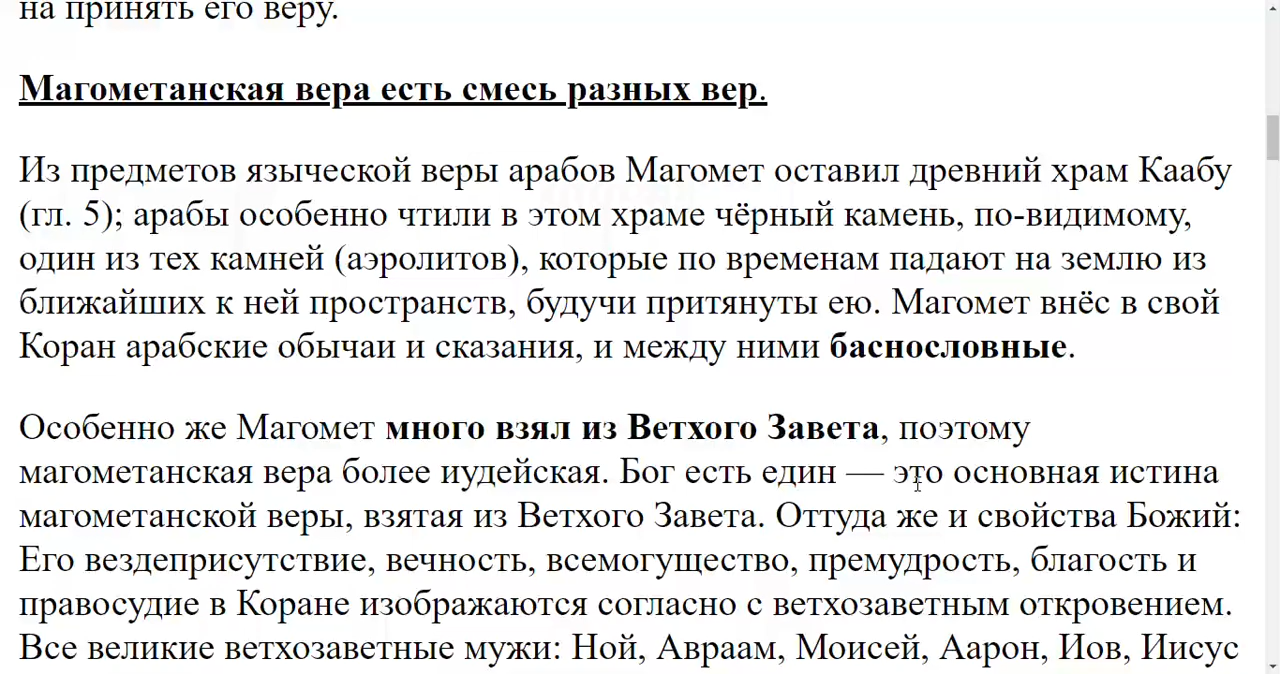 на принять его веру.
Магометанская вера есть смесь разных вер.
Из предметов языческой веры арабов Магомет оставил древний храм Каабу
(гл. 5); арабы особенно чтили в этом храме чёрный камень, по-видимому,
один из тех камней (аэролитов), которые по временам падают на землю из
ближайших к ней пространств, будучи притянуты ею. Магомет внёс в свой
Коран арабские обычаи и сказания, и между ними баснословные.
Особенно же Магомет много взял из Ветхого Завета, поэтому
магометанская вера более иудейская. Бог есть един — это основная истина
магометанской веры, взятая из Ветхого Завета. Оттуда же и свойства Божий:
Его вездеприсутствие, вечность, всемогущество, премудрость, благость и
правосудие в Коране изображаются согласно с ветхозаветным откровением.
Все великие ветхозаветные мужи: Ной, Авраам, Моисей, Аарон, Иов, Иисус